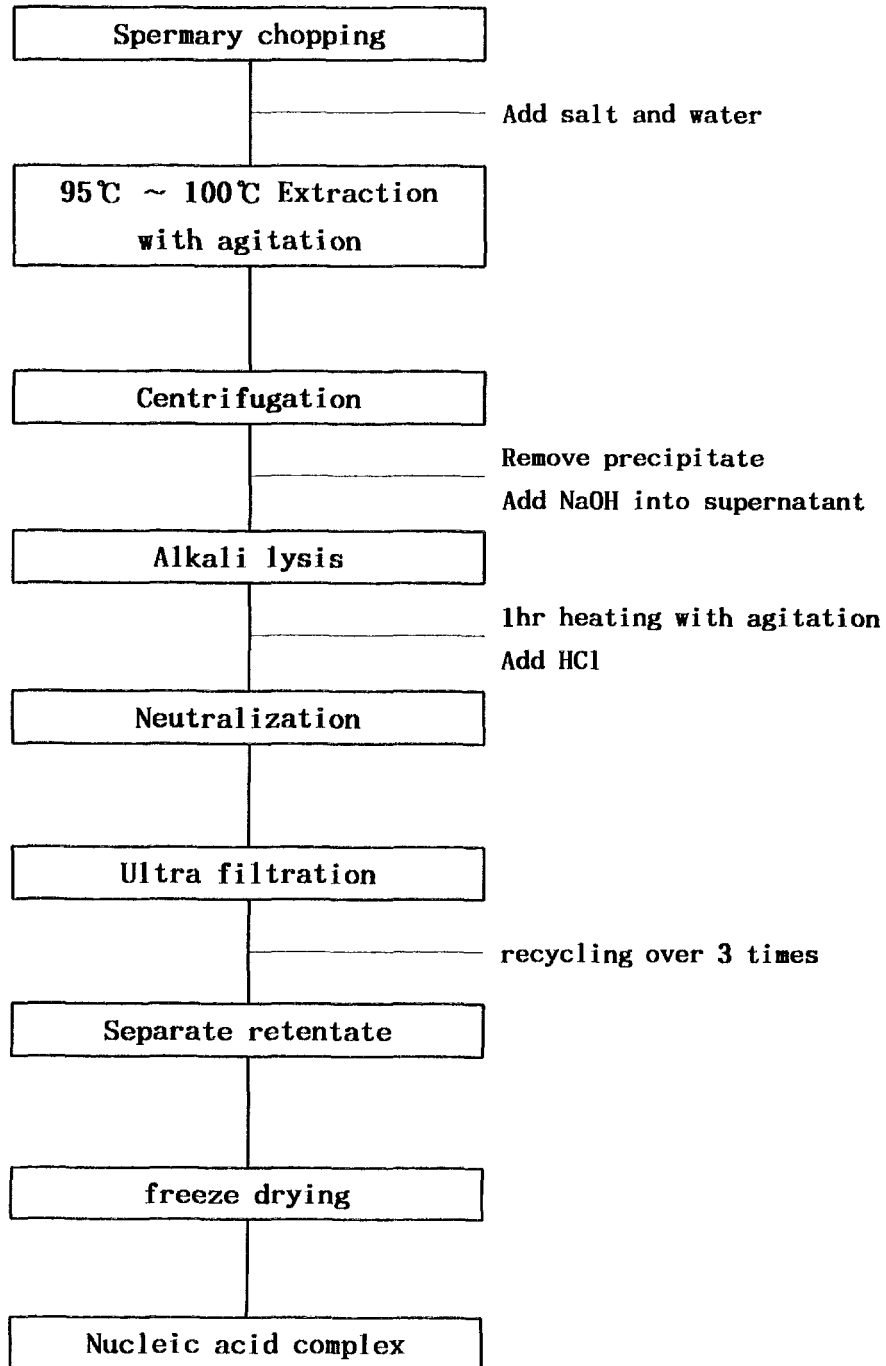 Spermary chopping
Add salt and water
95℃ ~ 100℃ Extraction
with agitation
Centrifugation
Remove precipitate
Add NaOH into supernatant
Alkali lysis
1hr heating with agitation
Add HCl
Neutralization
Ultra filtration
recycling over 3 times
Separate retentate
freeze drying
Nucleic acid complex